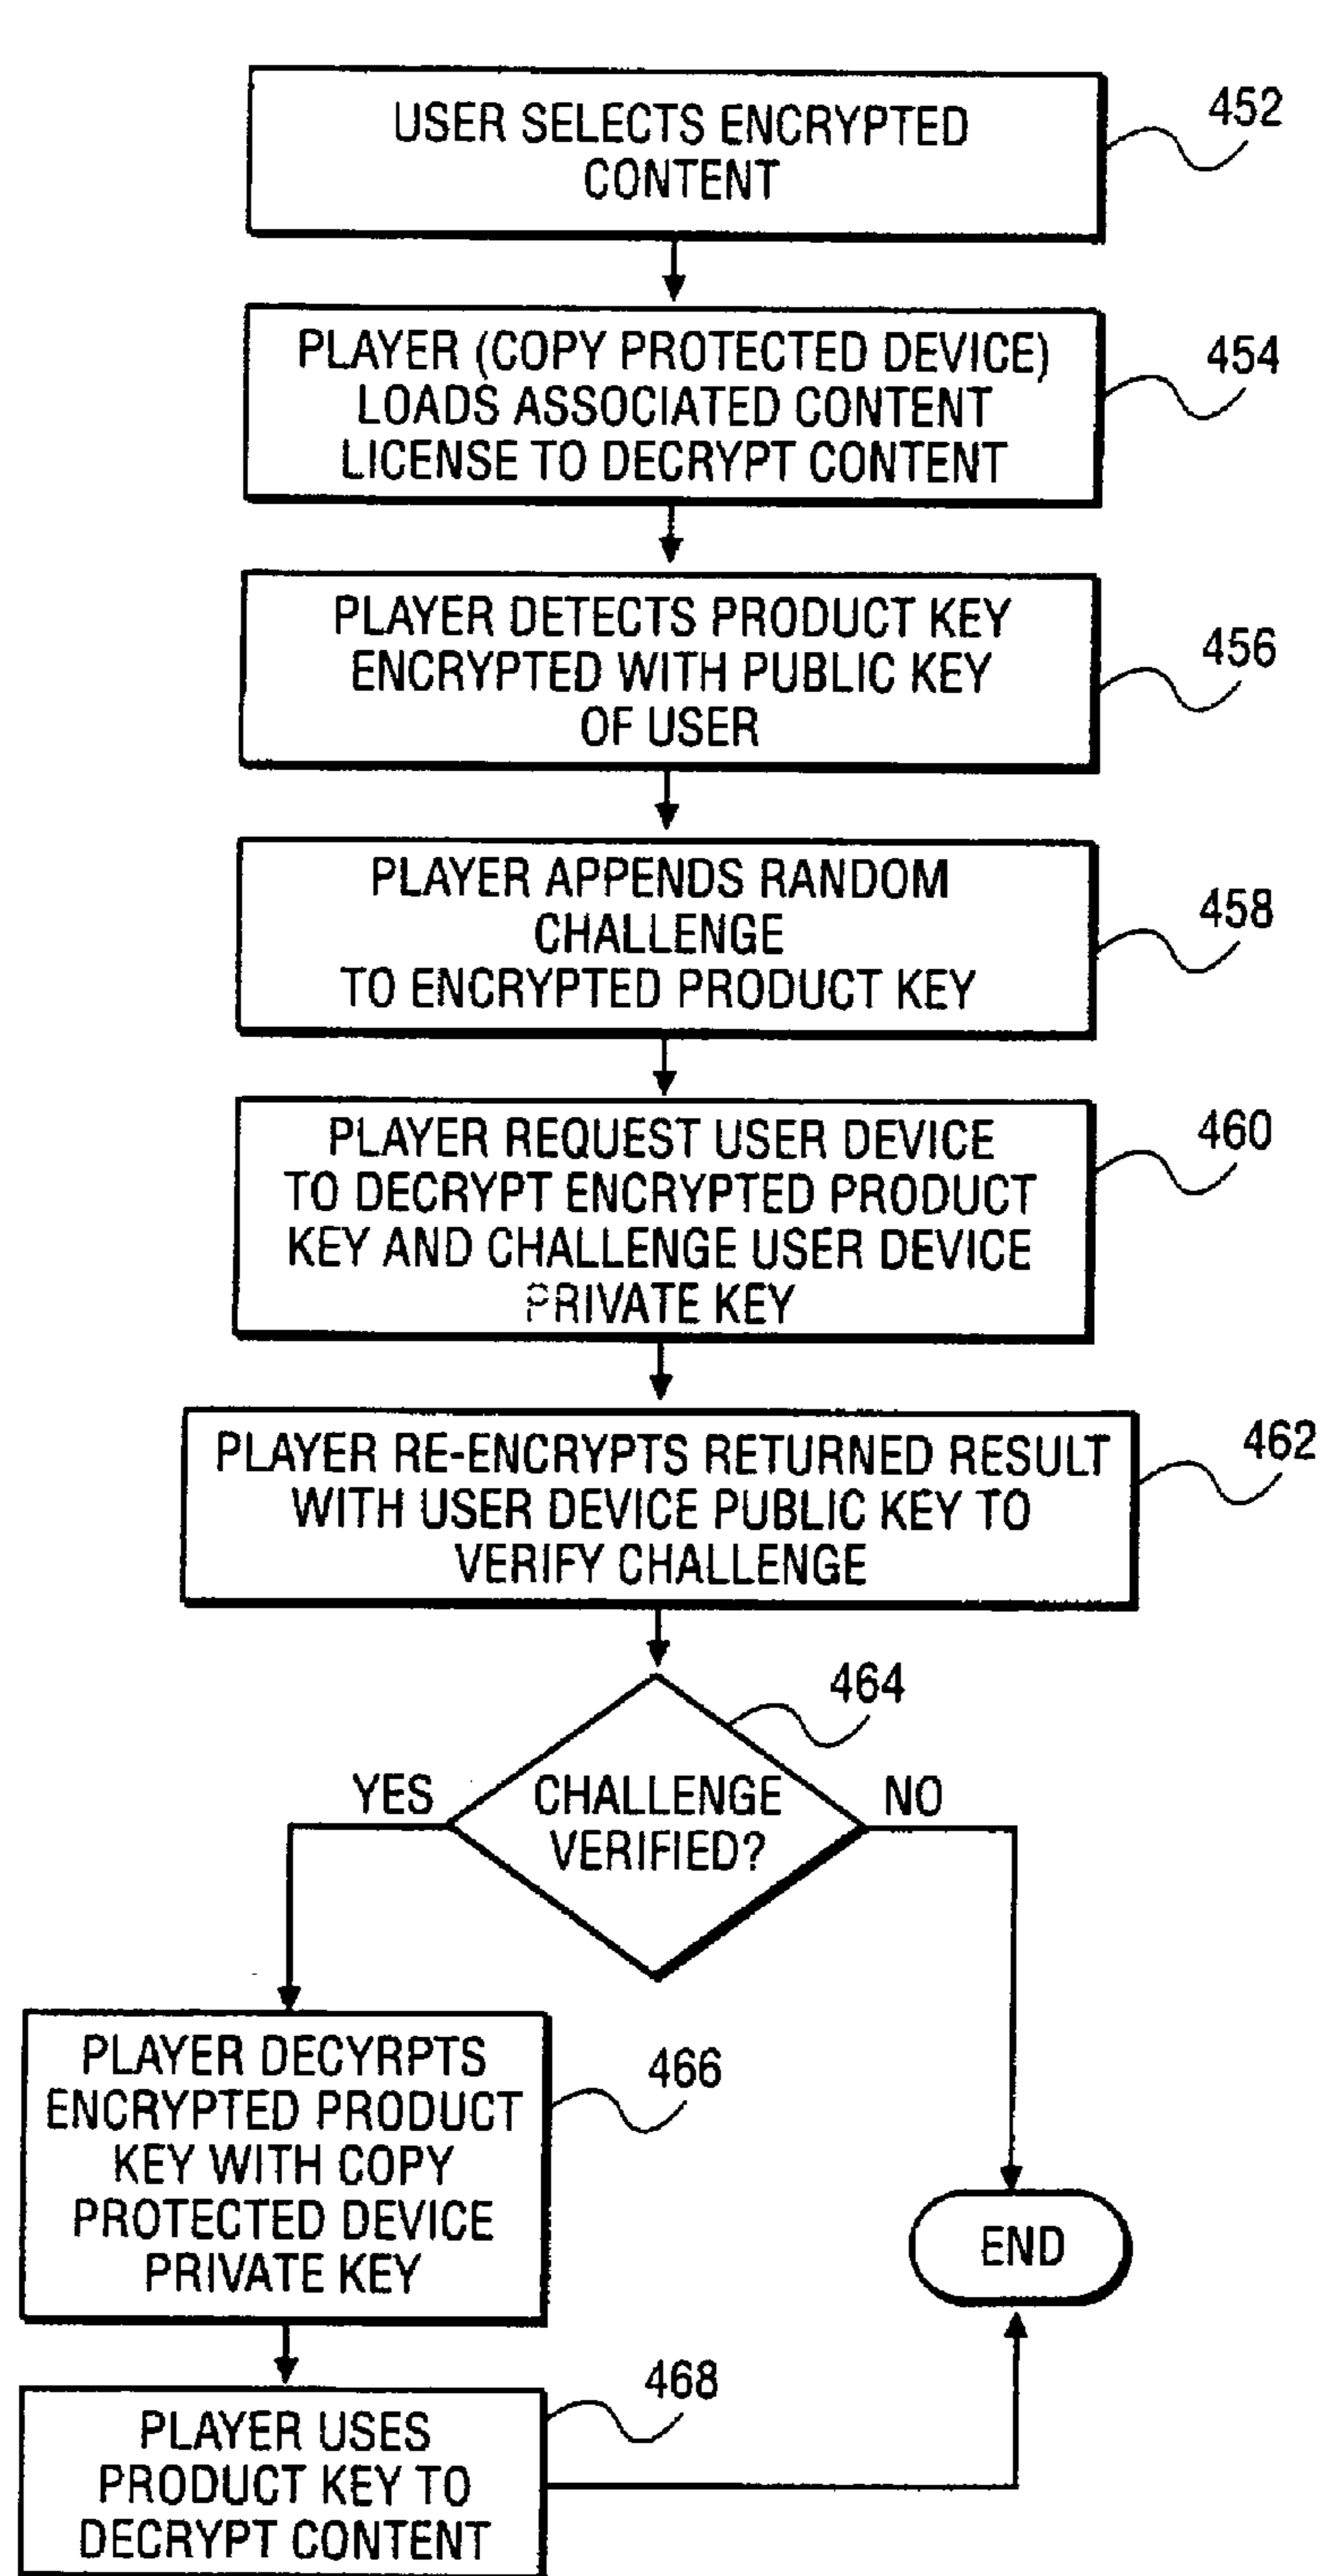 USER SELECTS ENCRYPTED
CONTENT
452
PLAYER (COPY PROTECTED DEVICE)
LOADS ASSOCIATED CONTENT
LICENSE TO DECRYPT CONTENT
454
PLAYER DETECTS PRODUCT KEY
ENCRYPTED WITH PUBLIC KEY
OF USER
456
PLAYER APPENDS RANDOM
CHALLENGE
TO ENCRYPTED PRODUCT KEY
458
PLAYER REQUEST USER DEVICE
TO DECRYPT ENCRYPTED PRODUCT
KEY AND CHALLENGE USER DEVICE
PRIVATE KEY
460
PLAYER RE-ENCRYPTS RETURNED RESULT
WITH USER DEVICE PUBLIC KEY TO
VERIFY CHALLENGE
462
464
YES
CHALLENGE
VERIFIED?
NO
PLAYER DECYRPTS
ENCRYPTED PRODUCT
KEY WITH COPY
PROTECTED DEVICE
PRIVATE KEY
466
END
PLAYER USES
PRODUCT KEY TO
DECRYPT CONTENT
468